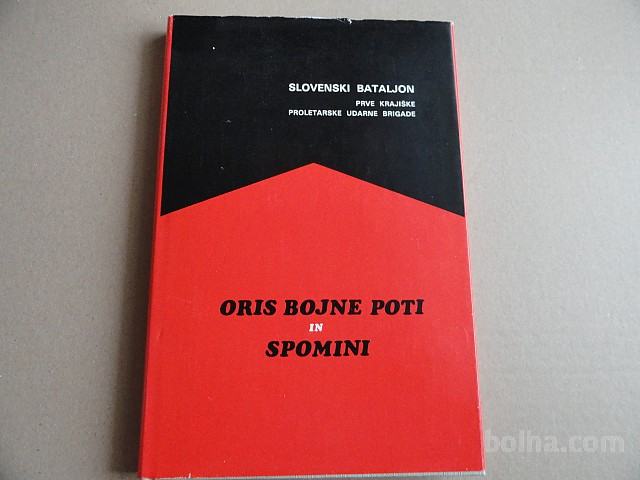 SLOVENSKI BATALJON
PRVE KRAJIŠKE
PROLETARSKE UDARNE BRIGADE
ORIS BOJNE POTI
IN
SPOMINI
bolha.com